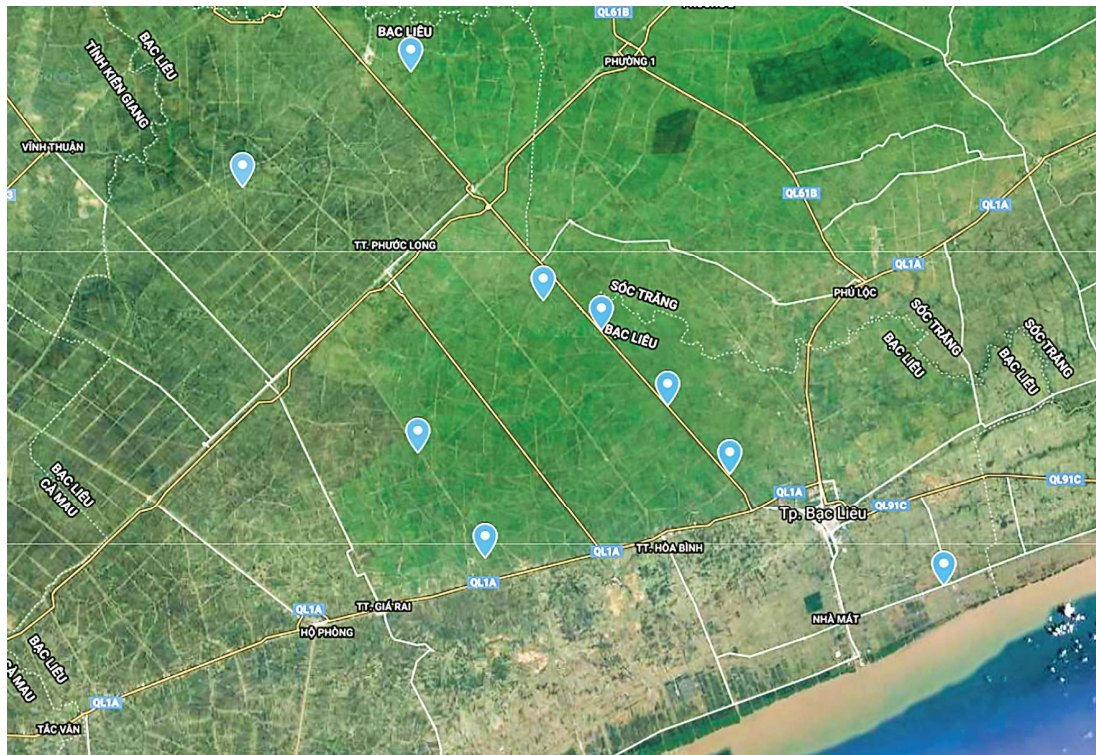 QL61B
BẠC LIÊU
BẠC LIÊU
TỈNH KIÊN GIANG
PHƯỜNG 1
VĨNH THUẬN
QL61B
QL1A
TT. PHƯỚC LONG
QL1A
PHÚ LỘC
SÓC TRĂNG
BẠC LIÊU
SÓC TRĂNG
BẠC LIÊU
SÓC TRĂNG
BẠC LIÊU
BẠC LIÊU
CÀ MAU
QL1A
QL91C
QL91C
Tp. Bạc Liêu
QL1A
TT. HÒA BÌNH
QL1A
TT. GIÁ RAI
QL1A
HỘ PHÒNG
NHÀ MÁT
BẠC LIÊU
CÀ MAU
QL1A
TẮC VÂN